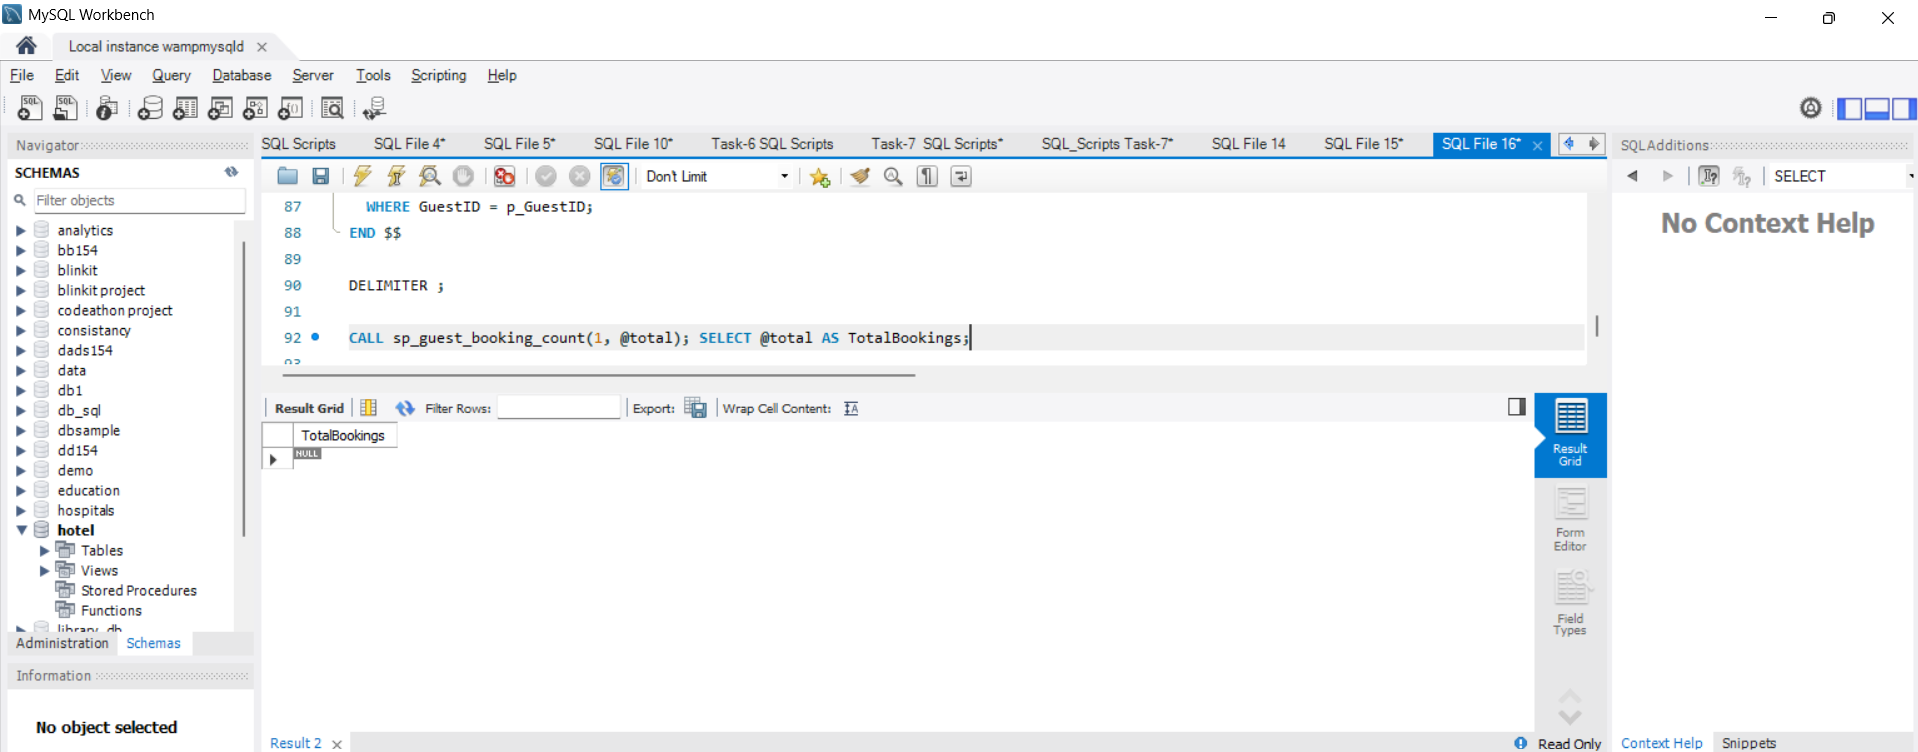 MySQL Workbench
Local instance wampmysqld
File Edit View Query Database Server Tools Scripting Help
Navigator
SCHEMAS
Filter objects
analytics
bb154
blinkit
blinkit project
codeathon project
consistancy
dads154
data
db1
db_sql
dbsample
dd154
demo
education
hospitals
hotel
Tables
Views
Stored Procedures
Functions
library_db
Administration Schemas
Information
No object selected
SQL Scripts SQL File 4* SQL File 5* SQL File 10* Task-6 SQL Scripts Task-7 SQL Scripts* SQL_Scripts Task-7* SQL File 14 SQL File 15* SQL File 16*
Don't Limit
87 WHERE GuestID = p_GuestID;
88 END $$
89
90 DELIMITER ;
91
92 CALL sp_guest_booking_count(1, @total); SELECT @total AS TotalBookings;
93
Result Grid Filter Rows: Export: Wrap Cell Content:
TotalBookings
NULL
Result Grid
Form Editor
Field Types
Result 2
Read Only
SQLAdditions
SELECT
No Context Help
Context Help Snippets